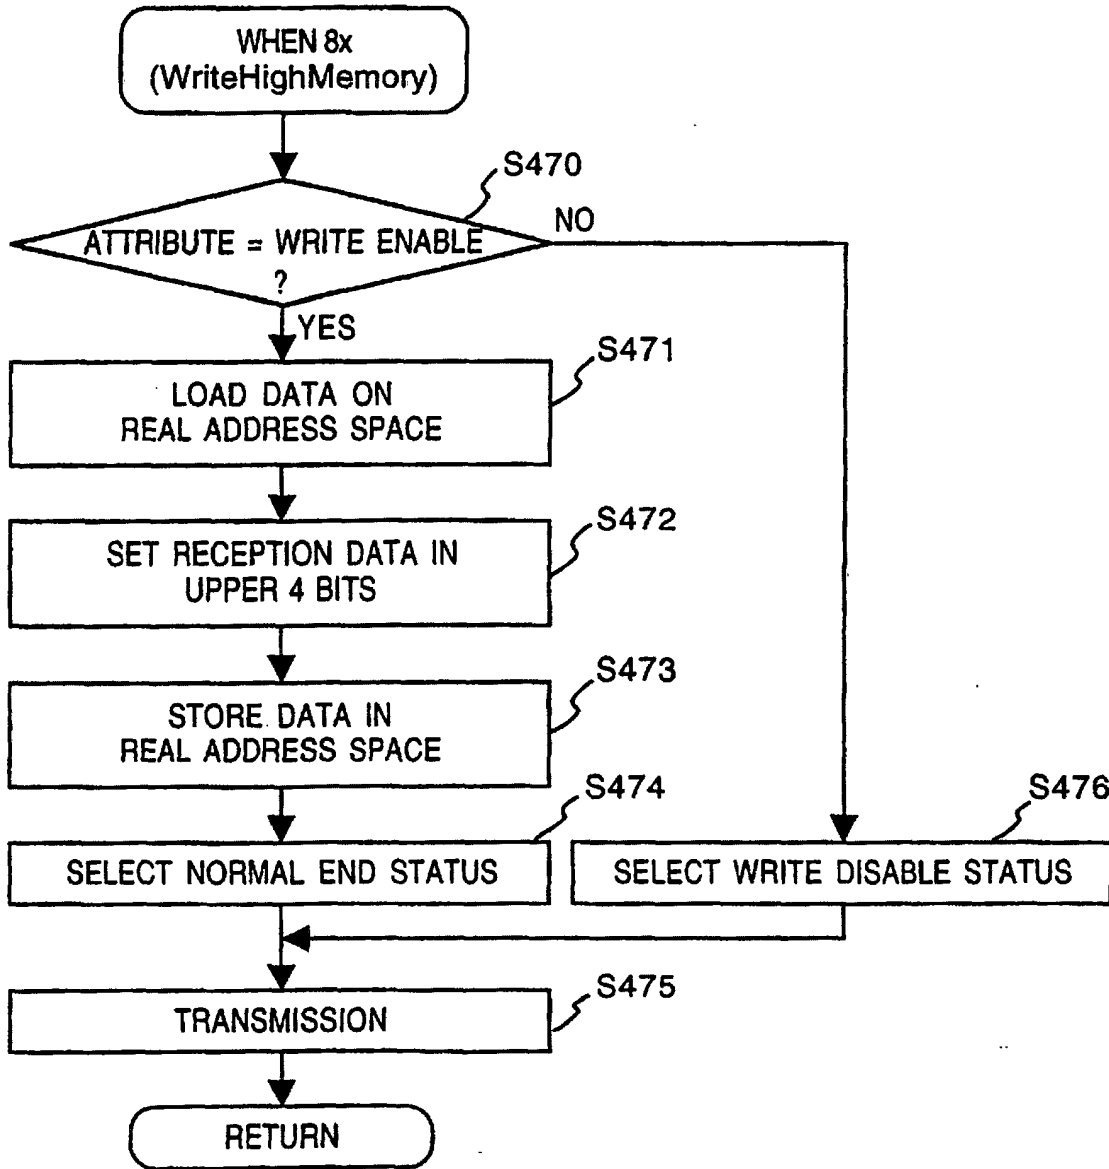 WHEN 8x
(WriteHighMemory)
S470
NO
ATTRIBUTE = WRITE ENABLE
?
YES
S471
LOAD DATA ON
REAL ADDRESS SPACE
S472
SET RECEPTION DATA IN
UPPER 4 BITS
S473
STORE DATA IN
REAL ADDRESS SPACE
S474
S476
SELECT NORMAL END STATUS
SELECT WRITE DISABLE STATUS
S475
TRANSMISSION
RETURN